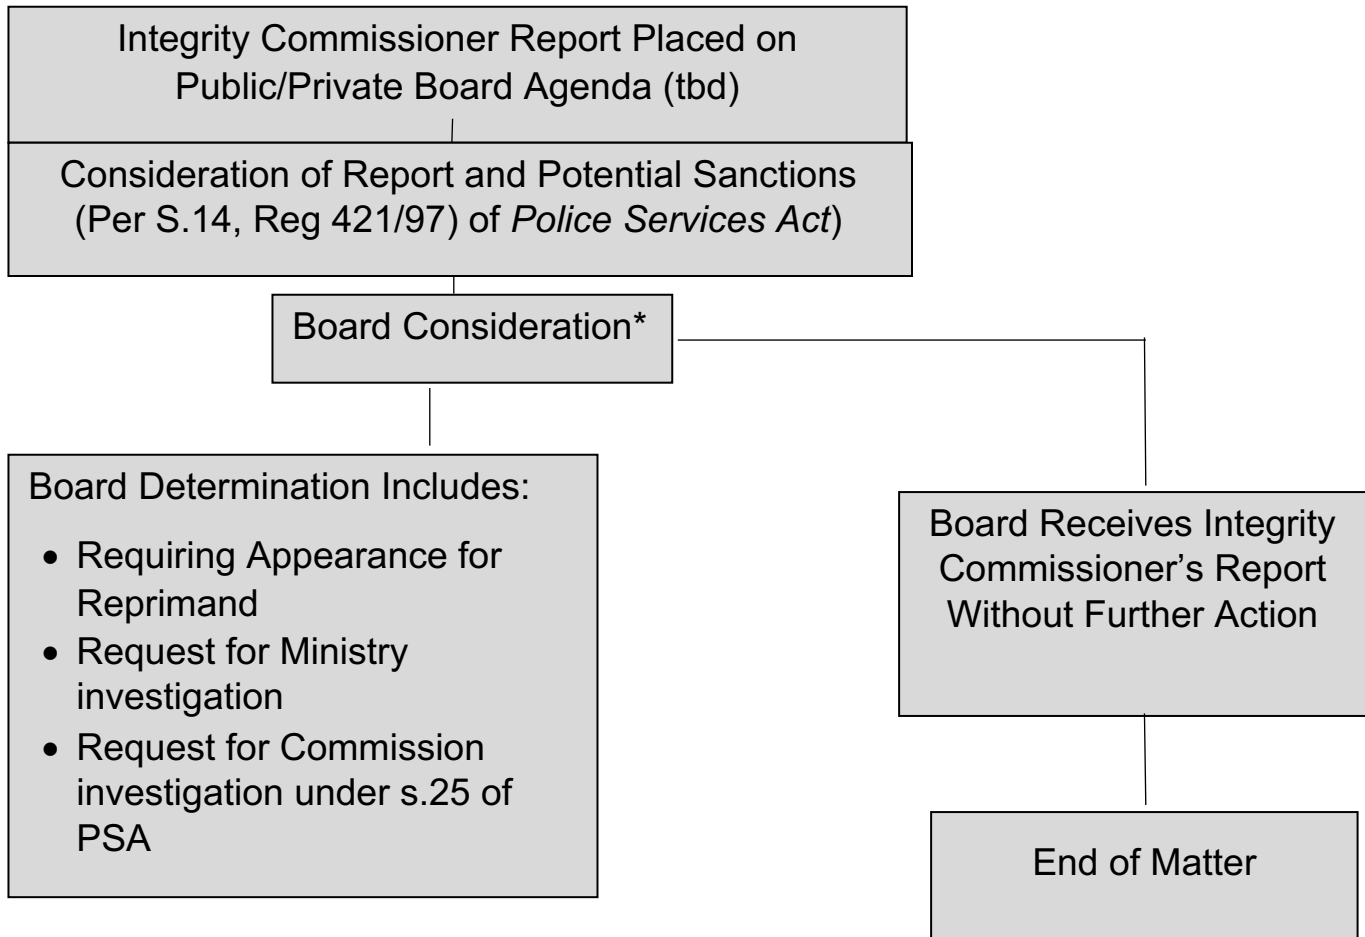 Integrity Commissioner Report Placed on
Public/Private Board Agenda (tbd)
Consideration of Report and Potential Sanctions
(Per S.14, Reg 421/97) of Police Services Act)
Board Consideration*
Board Determination Includes:
• Requiring Appearance for
Reprimand
• Request for Ministry
investigation
• Request for Commission
investigation under s.25 of
PSA
Board Receives Integrity
Commissioner’s Report
Without Further Action
End of Matter